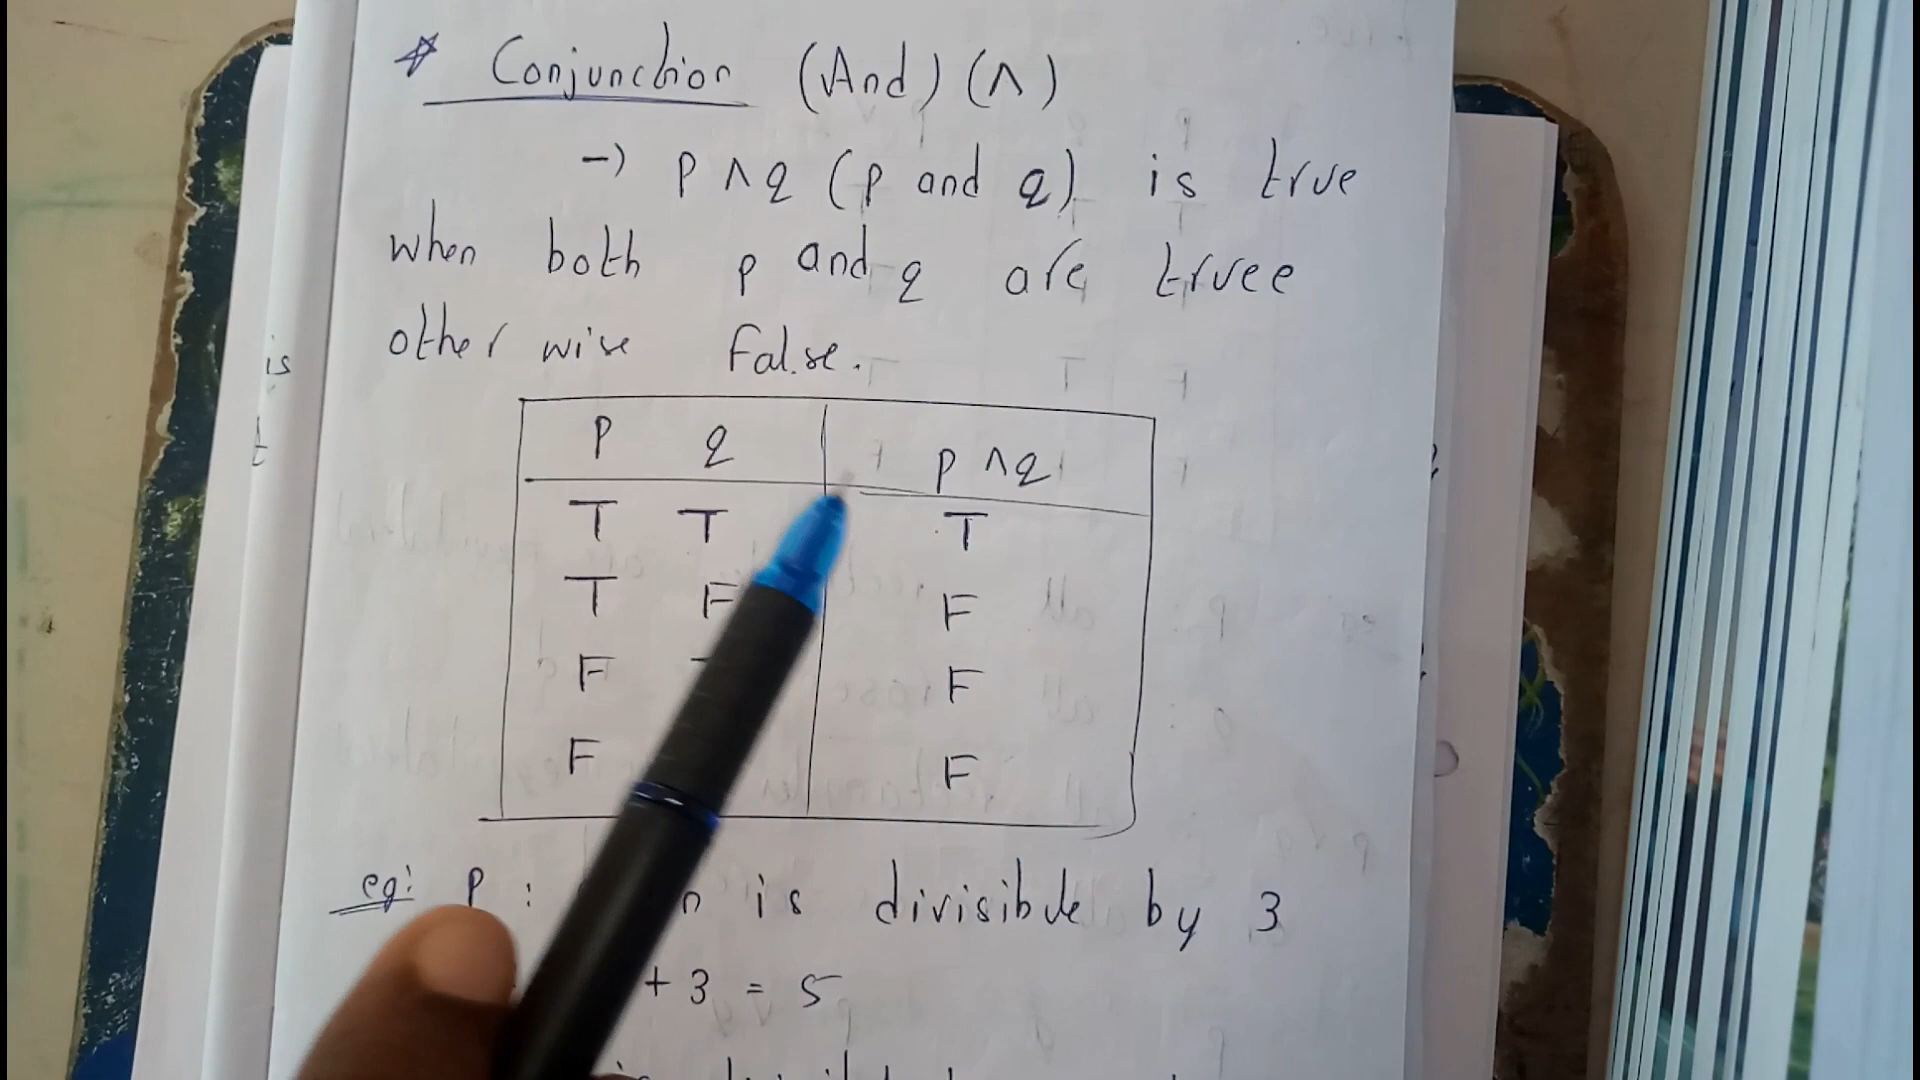 Conjunction (And) (∧)
→ p ∧ q (p and q) is true
when both p and q are truee
other wise false.
p q p ∧ q
T T T
T F F
F F
F F
eg: p : is divisible by 3
+ 3 = 5